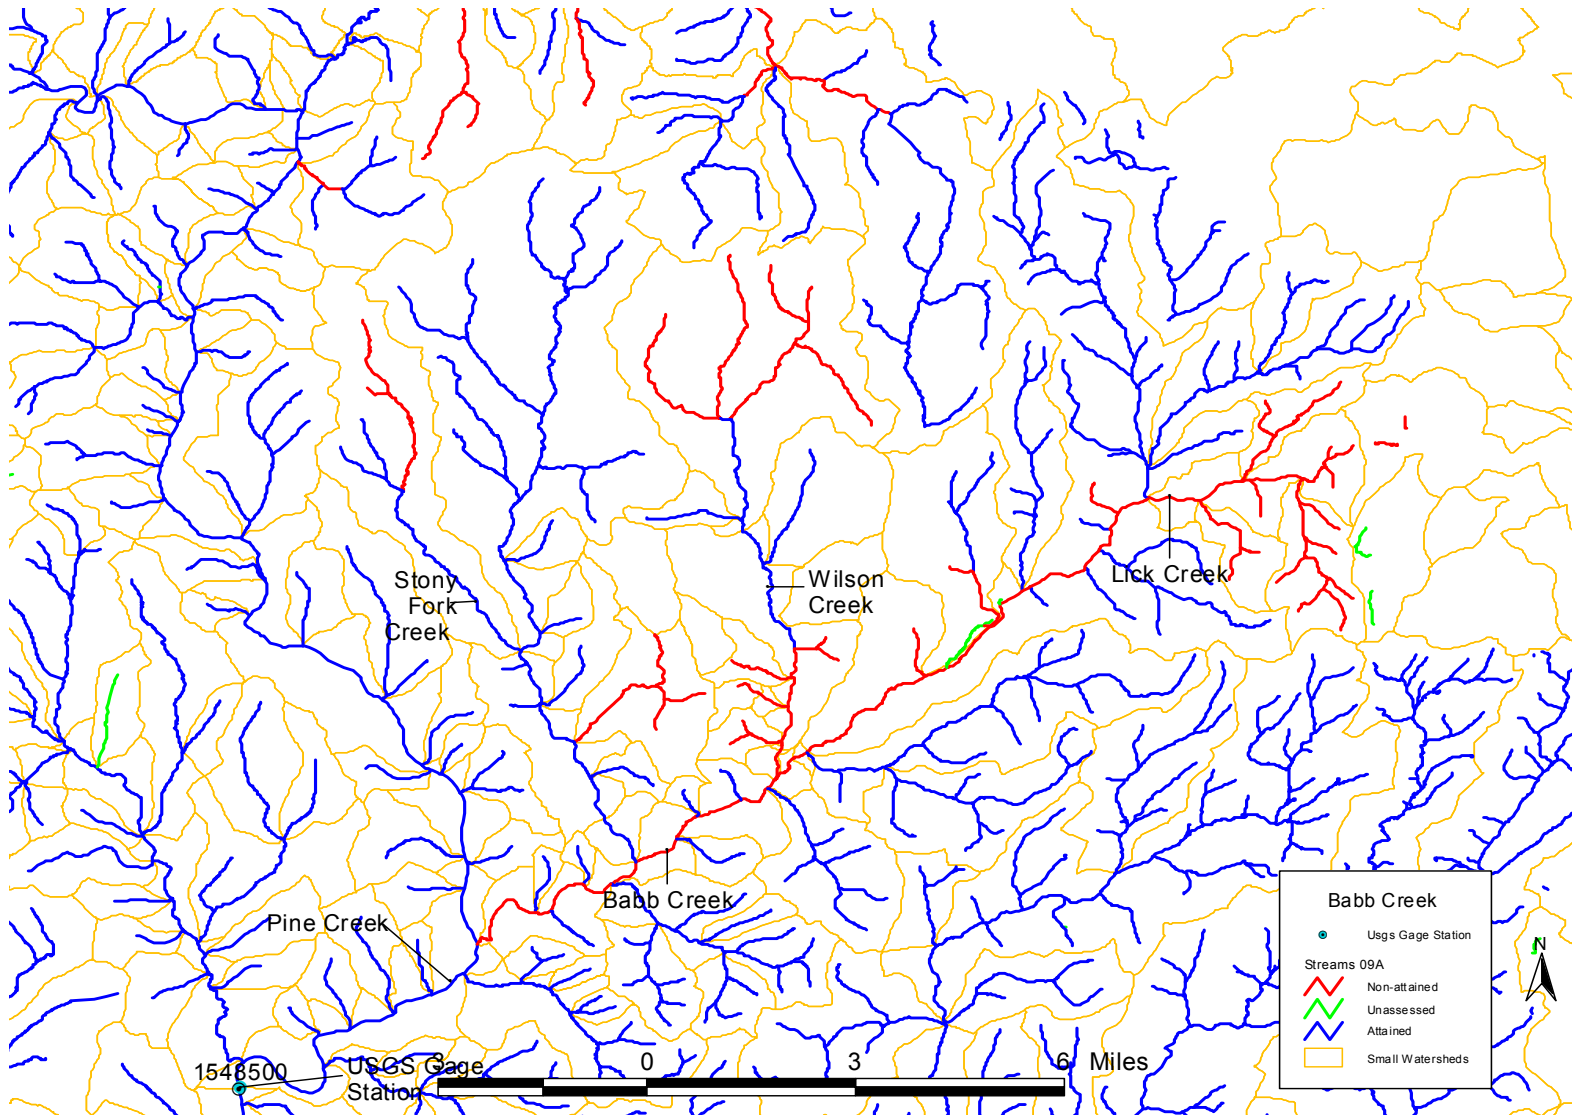 Stony
Fork
Creek
Wilson
Creek
Lick Creek
Babb Creek
Pine Creek
1548500
USGS Gage
Station
3 0 3 6 Miles
Babb Creek
Usgs Gage Station
Streams 09A
Non-attained
Unassessed
Attained
Small Watersheds
N